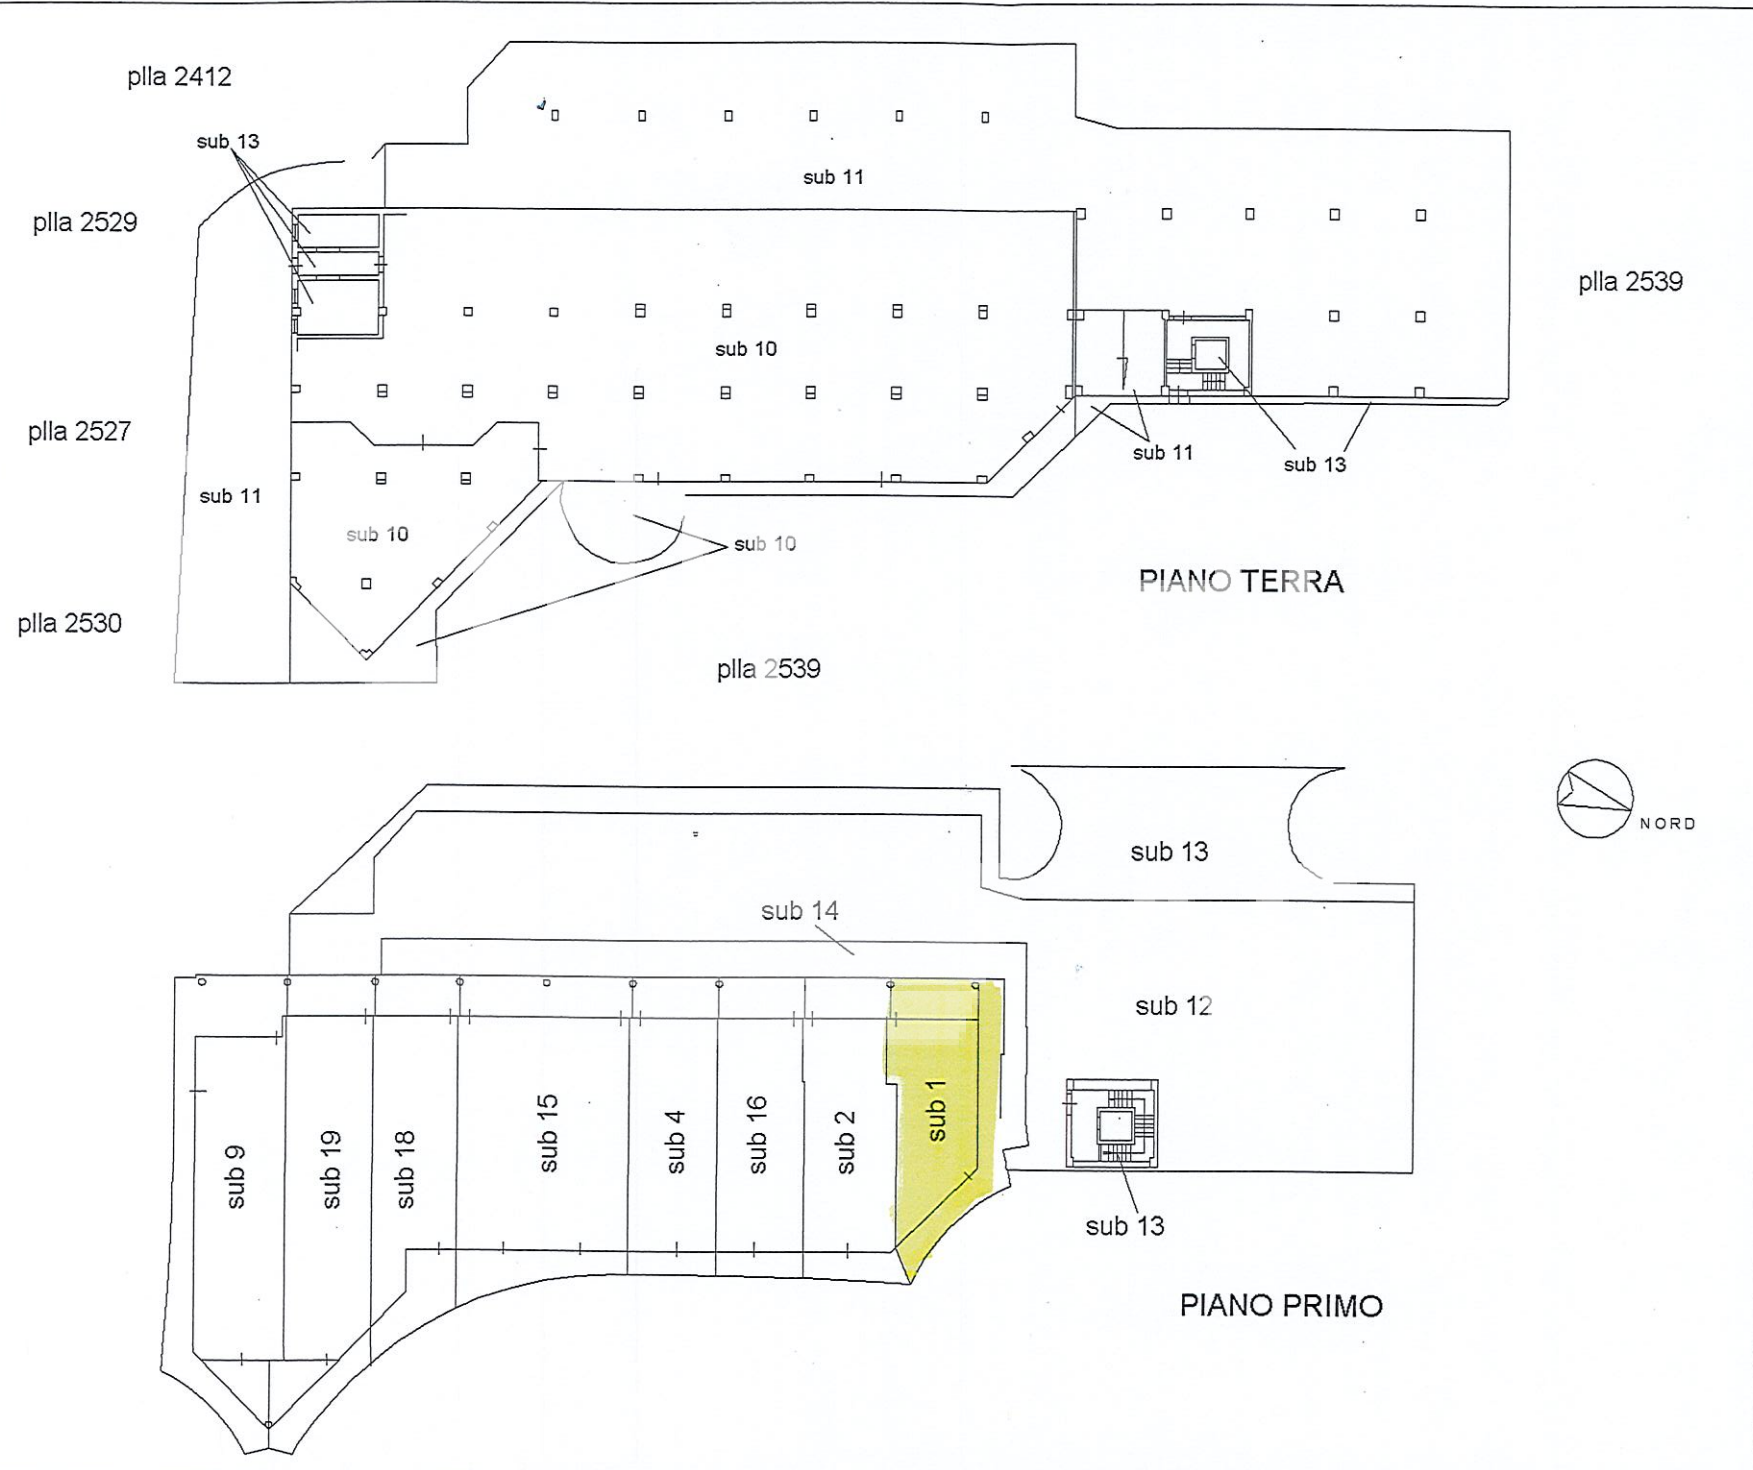 plla 2412
sub 13
sub 11
plla 2529
plla 2539
sub 10
plla 2527
sub 11
sub 13
sub 11
sub 10
sub 10
PIANO TERRA
plla 2530
plla 2539
NORD
sub 13
sub 14
sub 12
sub 9
sub 19
sub 18
sub 15
sub 4
sub 16
sub 2
sub 1
sub 13
PIANO PRIMO